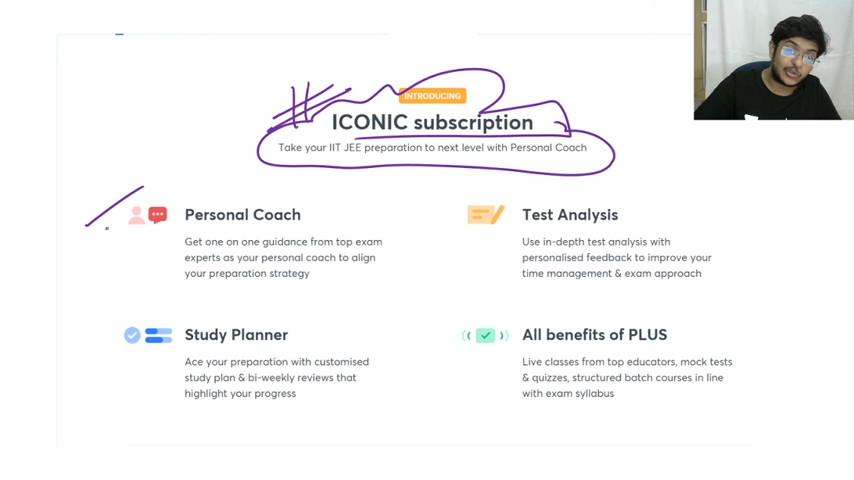 INTRODUCING
ICONIC subscription
Take your IIT JEE preparation to next level with Personal Coach
Personal Coach
Get one on one guidance from top exam
experts as your personal coach to align
your preparation strategy
Test Analysis
Use in-depth test analysis with
personalised feedback to improve your
time management & exam approach
Study Planner
Ace your preparation with customised
study plan & bi-weekly reviews that
highlight your progress
All benefits of PLUS
Live classes from top educators, mock tests
& quizzes, structured batch courses in line
with exam syllabus